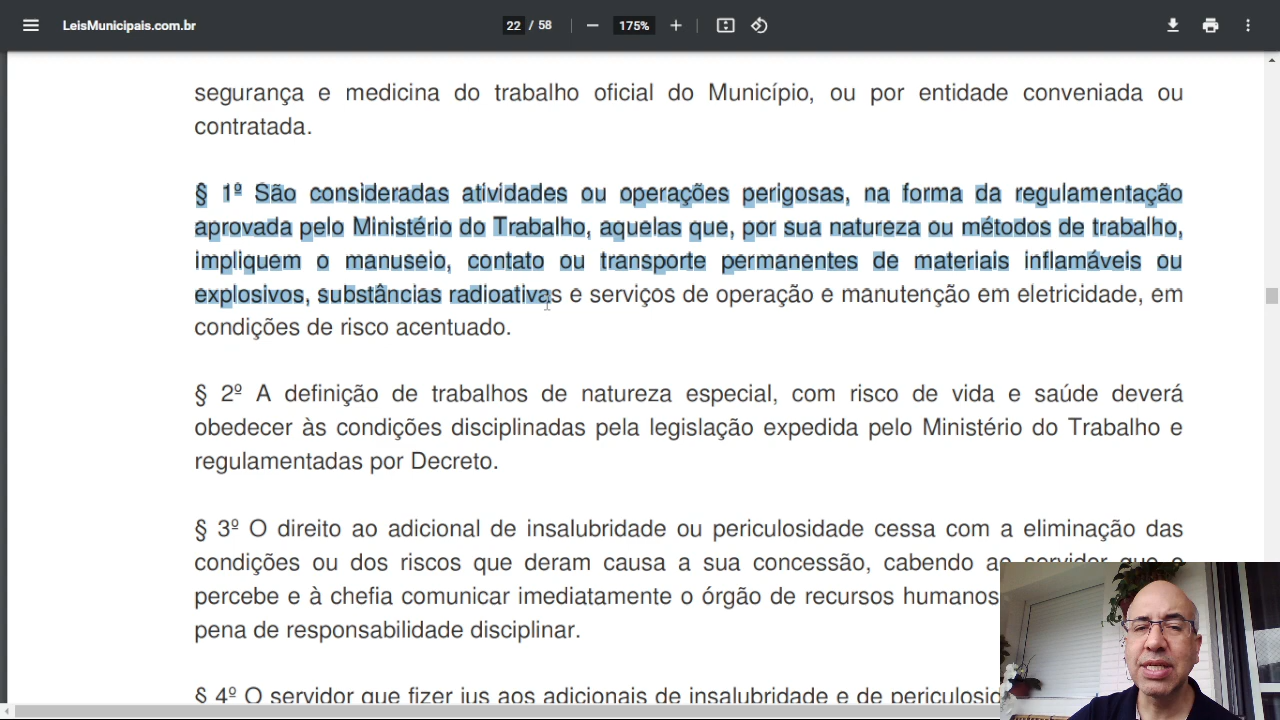 LeisMunicipais.com.br
22 / 58
175%
segurança e medicina do trabalho oficial do Município, ou por entidade conveniada ou
contratada.
§ 1º São consideradas atividades ou operações perigosas, na forma da regulamentação
aprovada pelo Ministério do Trabalho, aquelas que, por sua natureza ou métodos de trabalho,
impliquem o manuseio, contato ou transporte permanentes de materiais inflamáveis ou
explosivos, substâncias radioativas e serviços de operação e manutenção em eletricidade, em
condições de risco acentuado.
§ 2º A definição de trabalhos de natureza especial, com risco de vida e saúde deverá
obedecer às condições disciplinadas pela legislação expedida pelo Ministério do Trabalho e
regulamentadas por Decreto.
§ 3º O direito ao adicional de insalubridade ou periculosidade cessa com a eliminação das
condições ou dos riscos que deram causa a sua concessão, cabendo ao servidor que o
percebe e à chefia comunicar imediatamente o órgão de recursos humanos
pena de responsabilidade disciplinar.
§ 4º O servidor que fizer jus aos adicionais de insalubridade e de